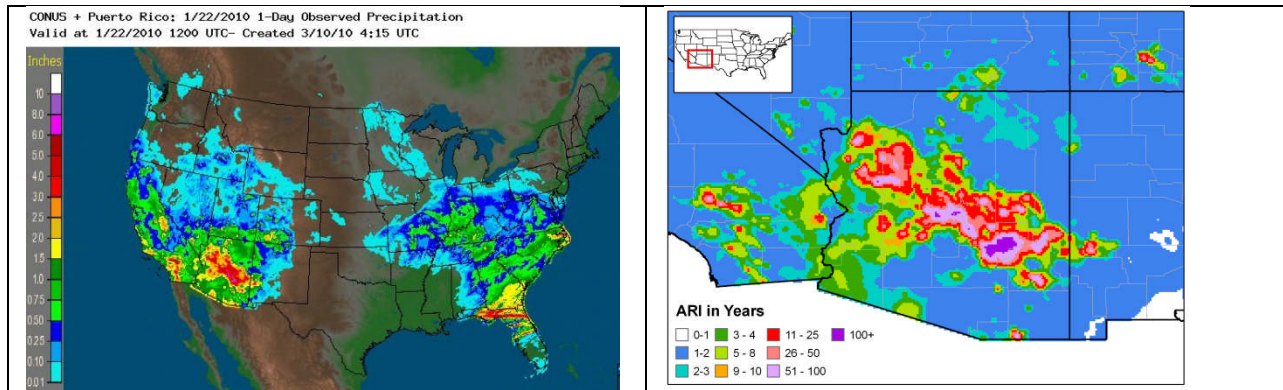 CONUS + Puerto Rico: 1/22/2010 1-Day Observed Precipitation
Valid at 1/22/2010 1200 UTC- Created 3/10/10 4:15 UTC
Inches
10
8.0
6.0
5.0
4.0
3.0
2.5
2.0
1.5
1.0
0.75
0.50
0.25
0.10
0.01
ARI in Years
0-1 3 - 4 11 - 25 100+
1-2 5 - 8 26 - 50
2-3 9 - 10 51 - 100